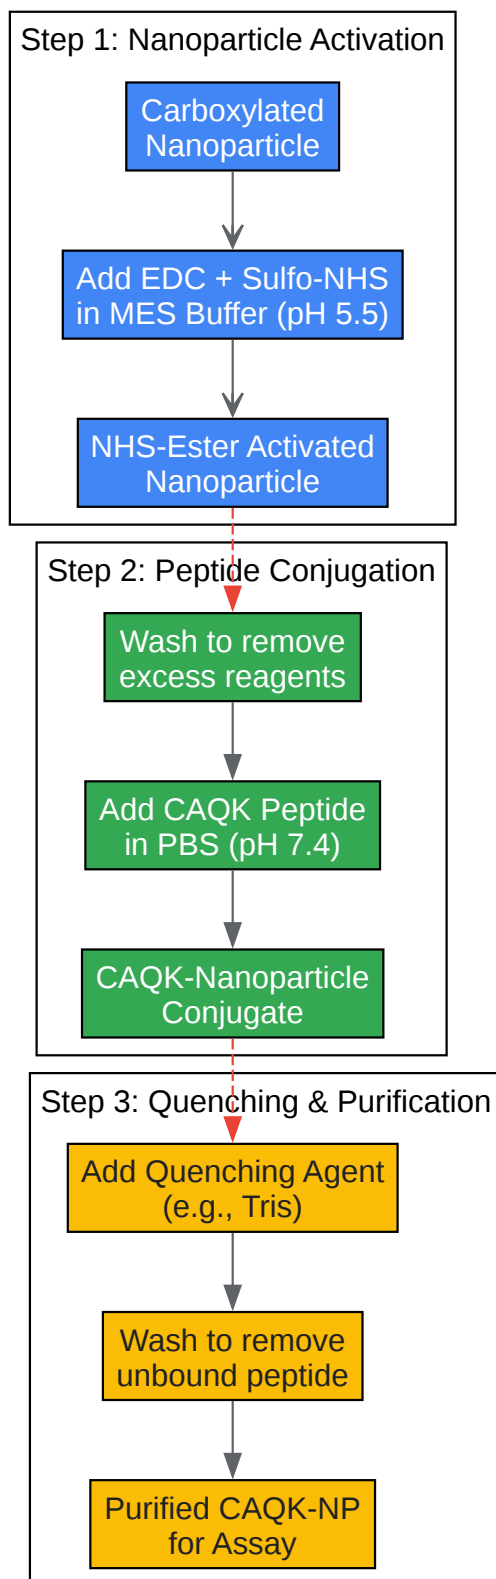 Step 1: Nanoparticle Activation
Carboxylated
Nanoparticle
Add EDC + Sulfo-NHS
in MES Buffer (pH 5.5)
NHS-Ester Activated
Nanoparticle
Step 2: Peptide Conjugation
Wash to remove
excess reagents
Add CAQK Peptide
in PBS (pH 7.4)
CAQK-Nanoparticle
Conjugate
Step 3: Quenching & Purification
Add Quenching Agent
(e.g., Tris)
Wash to remove
unbound peptide
Purified CAQK-NP
for Assay